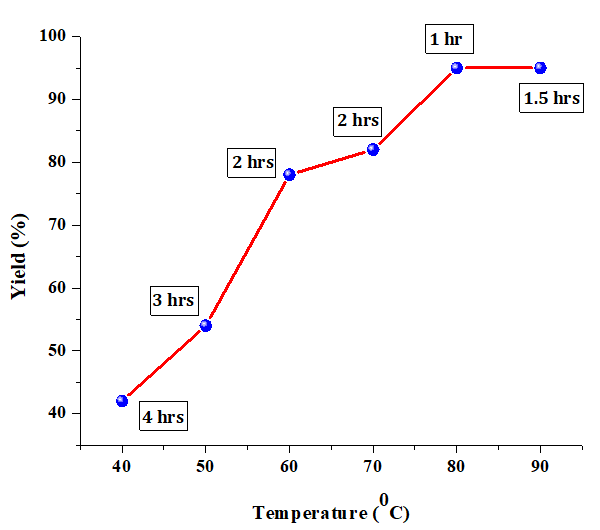 100
90
80
70
60
50
40
Yield (%)
1 hr
1.5 hrs
2 hrs
2 hrs
3 hrs
4 hrs
40 50 60 70 80 90
Temperature (⁰C)